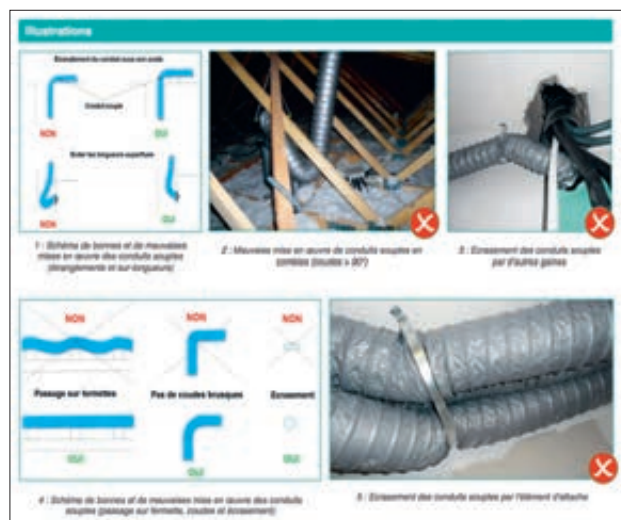 Illustrations
Etranglement du conduit sous son coude
Conduit souple
NON
OUI
Eviter les longueurs superflues
NON
OUI
1 : Schéma de bonnes et de mauvaises
mises en œuvre des conduits souples
(étranglements et sur-longueurs)
2 : Mauvaise mise en œuvre de conduits souples en
combles (coudes > 90°)
3 : Ecrasement des conduits souples
par d'autres gaines
NON
NON
NON
Passage sur fermettes
Pas de coudes brusques
Ecrasement
OUI
OUI
OUI
4 : Schéma de bonnes et de mauvaises mise en œuvre des conduits
souples (passage sur fermette, coudes et écrasement)
5 : Ecrasement des conduits souples par l'élément d'attache